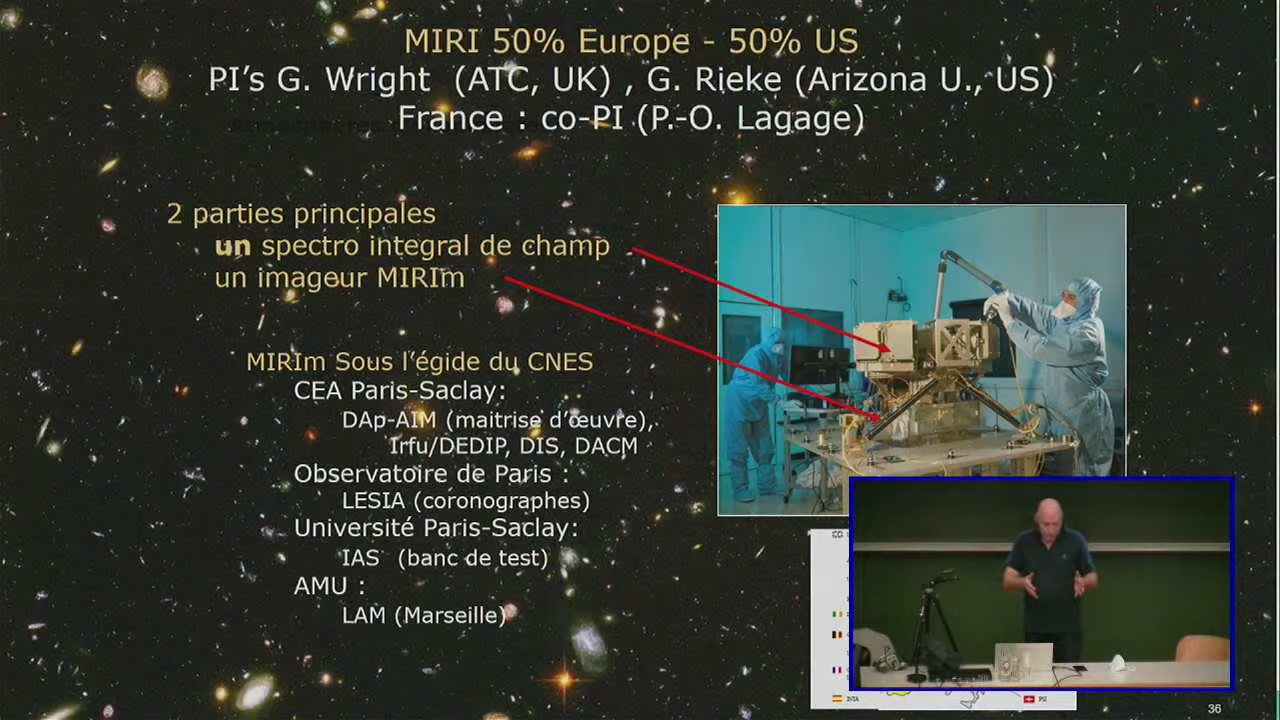 MIRI 50% Europe - 50% US
PI’s G. Wright (ATC, UK) , G. Rieke (Arizona U., US)
France : co-PI (P.-O. Lagage)
2 parties principales
un spectro integral de champ
un imageur MIRIm
MIRIm Sous l’égide du CNES
CEA Paris-Saclay:
DAp-AIM (maitrise d’œuvre),
Irfu/DEDIP, DIS, DACM
Observatoire de Paris :
LESIA (coronographes)
Université Paris-Saclay:
IAS (banc de test)
AMU :
LAM (Marseille)
INTA
PSI
36